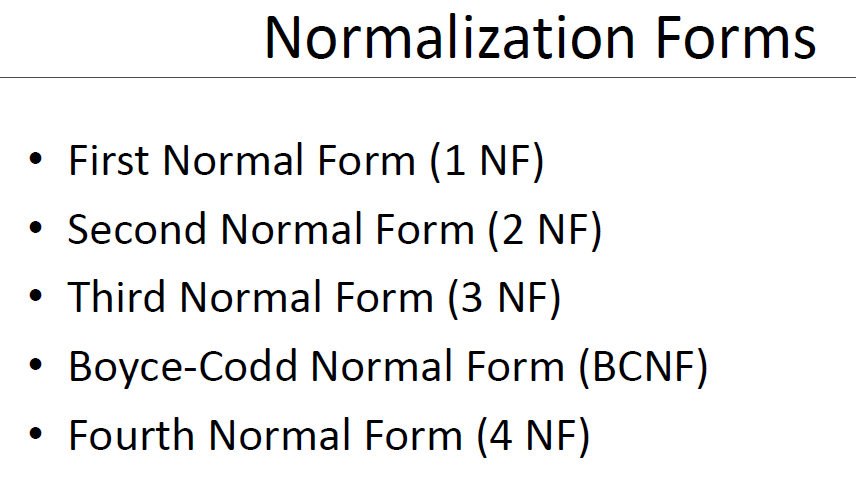 Normalization Forms
• First Normal Form (1 NF)
• Second Normal Form (2 NF)
• Third Normal Form (3 NF)
• Boyce-Codd Normal Form (BCNF)
• Fourth Normal Form (4 NF)